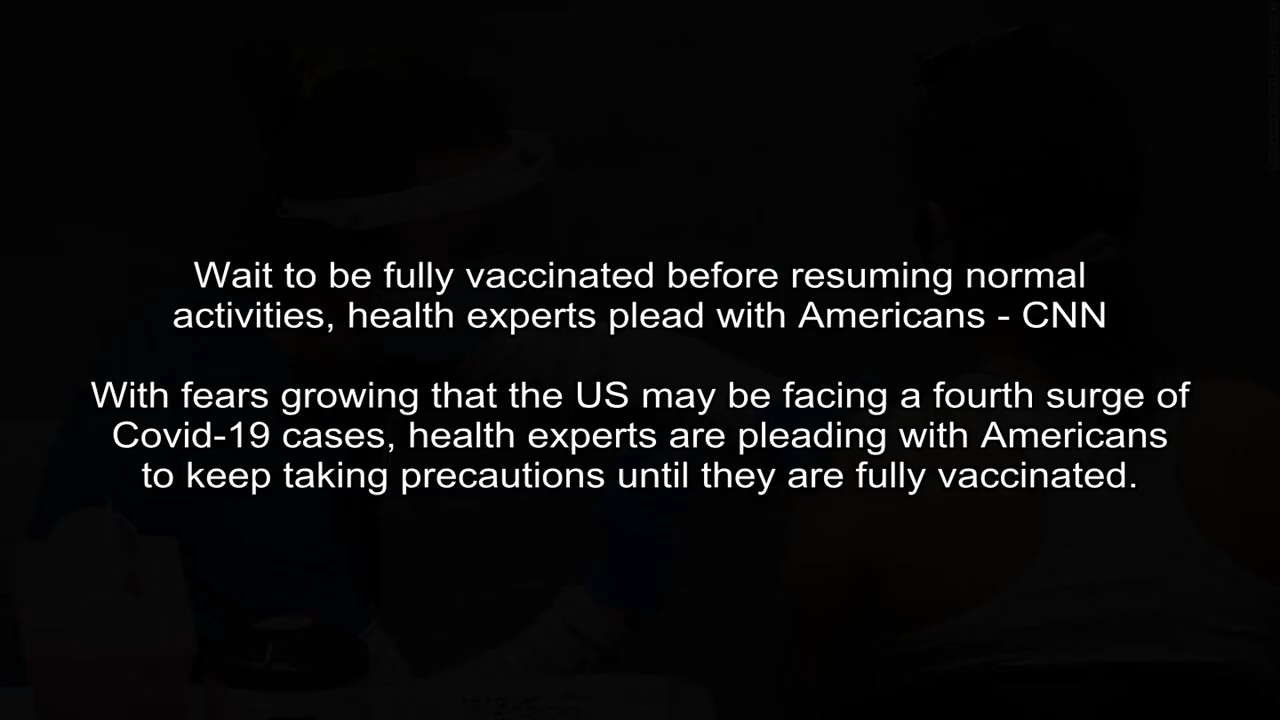 Wait to be fully vaccinated before resuming normal
activities, health experts plead with Americans - CNN
With fears growing that the US may be facing a fourth surge of
Covid-19 cases, health experts are pleading with Americans
to keep taking precautions until they are fully vaccinated.